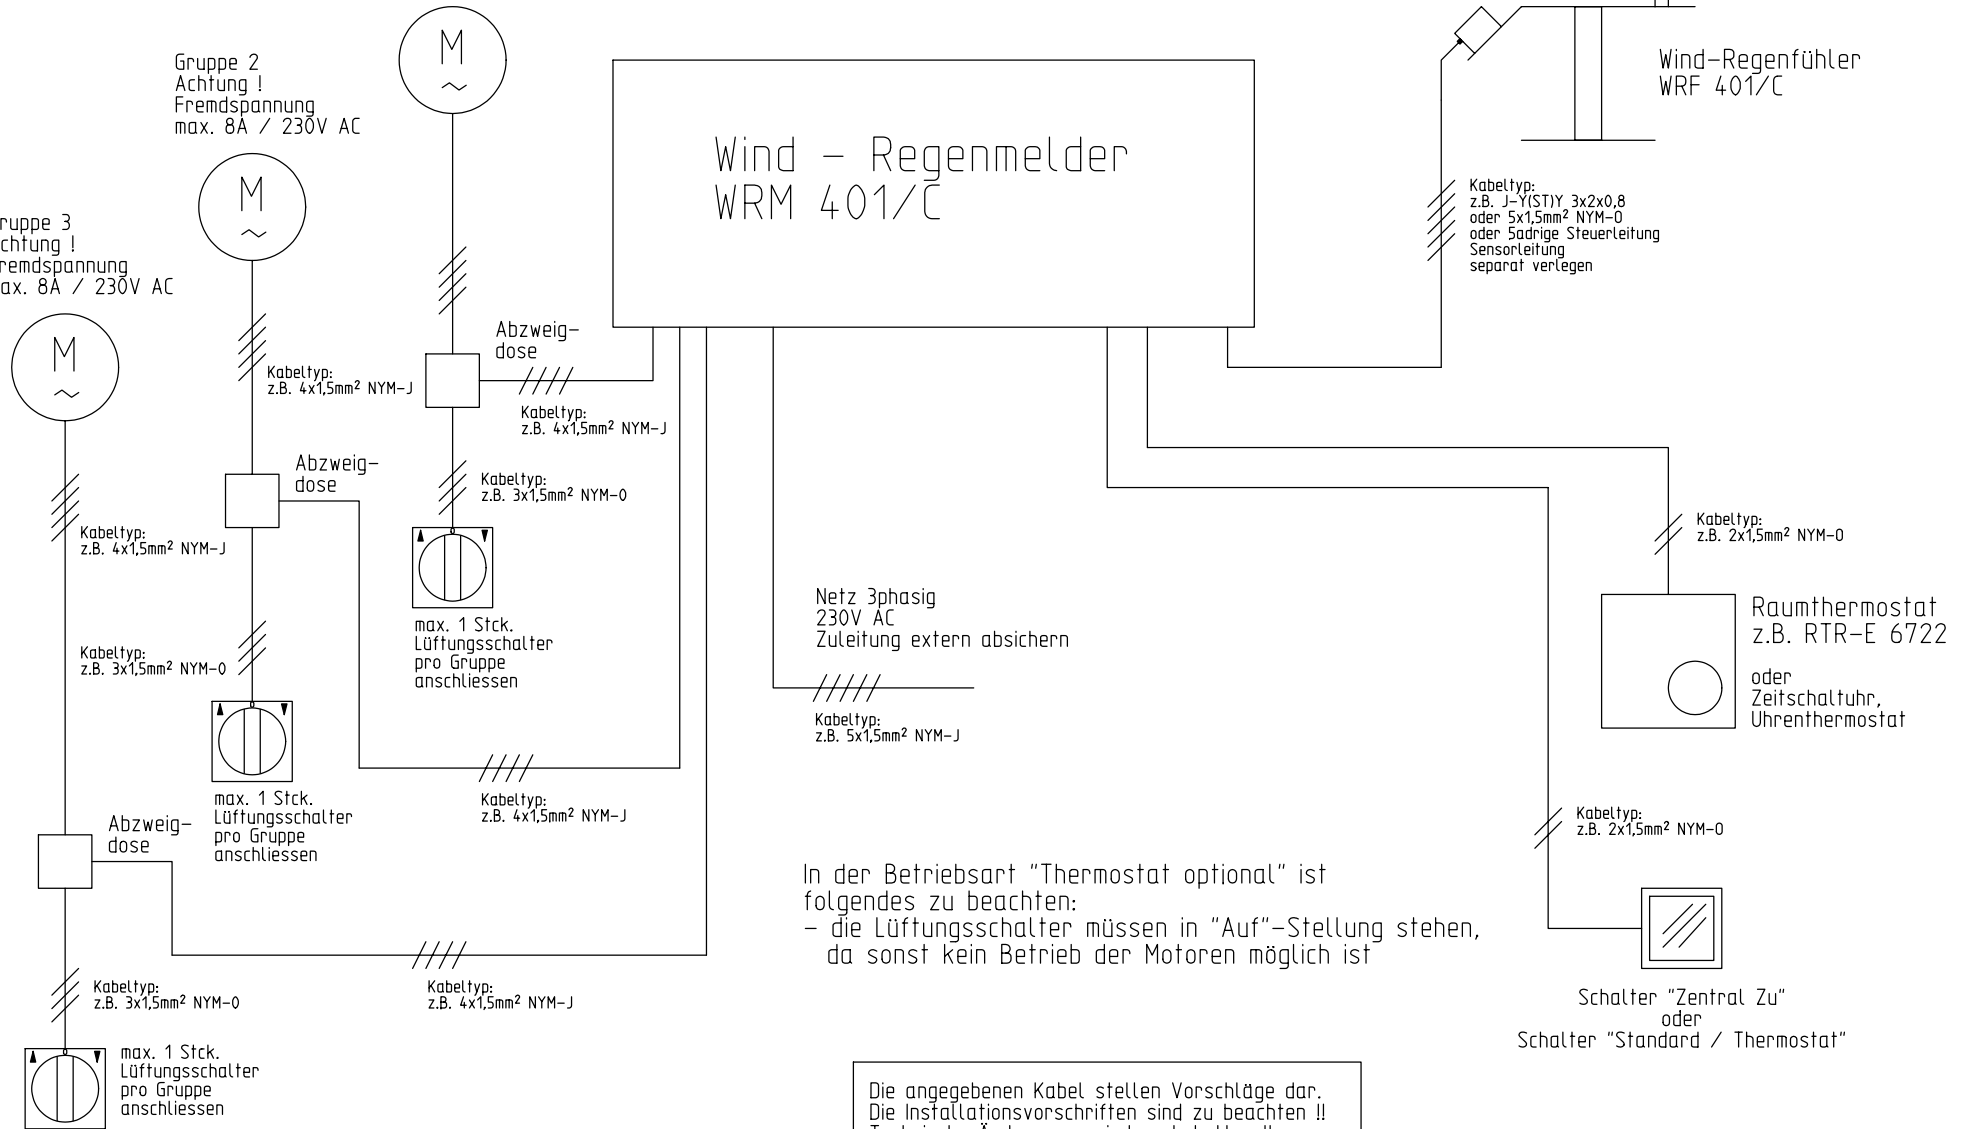 Gruppe 2
Achtung !
Fremdspannung
max. 8A / 230V AC
M
~
M
~
Wind - Regenmelder
WRM 401/C
Wind-Regenfühler
WRF 401/C
Kabeltyp:
z.B. J-Y(ST)Y 3x2x0,8
oder 5x1,5mm² NYM-O
oder 5adrige Steuerleitung
Sensorleitung
separat verlegen
ruppe 3
chtung !
remdspannung
ax. 8A / 230V AC
M
~
Kabeltyp:
z.B. 4x1,5mm² NYM-J
Abzweig-
dose
Kabeltyp:
z.B. 4x1,5mm² NYM-J
Abzweig-
dose
Kabeltyp:
z.B. 3x1,5mm² NYM-O
Kabeltyp:
z.B. 4x1,5mm² NYM-J
0
max. 1 Stck.
Lüftungsschalter
pro Gruppe
anschliessen
Kabeltyp:
z.B. 3x1,5mm² NYM-O
0
max. 1 Stck.
Lüftungsschalter
pro Gruppe
anschliessen
Netz 3phasig
230V AC
Zuleitung extern absichern
Kabeltyp:
z.B. 5x1,5mm² NYM-J
Kabeltyp:
z.B. 2x1,5mm² NYM-O
Raumthermostat
z.B. RTR-E 6722
oder
Zeitschaltuhr,
Uhrenthermostat
Kabeltyp:
z.B. 4x1,5mm² NYM-J
Abzweig-
dose
Kabeltyp:
z.B. 2x1,5mm² NYM-O
In der Betriebsart "Thermostat optional" ist
folgendes zu beachten:
- die Lüftungsschalter müssen in "Auf"-Stellung stehen,
da sonst kein Betrieb der Motoren möglich ist
Kabeltyp:
z.B. 3x1,5mm² NYM-O
Kabeltyp:
z.B. 4x1,5mm² NYM-J
Schalter "Zentral Zu"
oder
Schalter "Standard / Thermostat"
0
max. 1 Stck.
Lüftungsschalter
pro Gruppe
anschliessen
Die angegebenen Kabel stellen Vorschläge dar.
Die Installationsvorschriften sind zu beachten !!